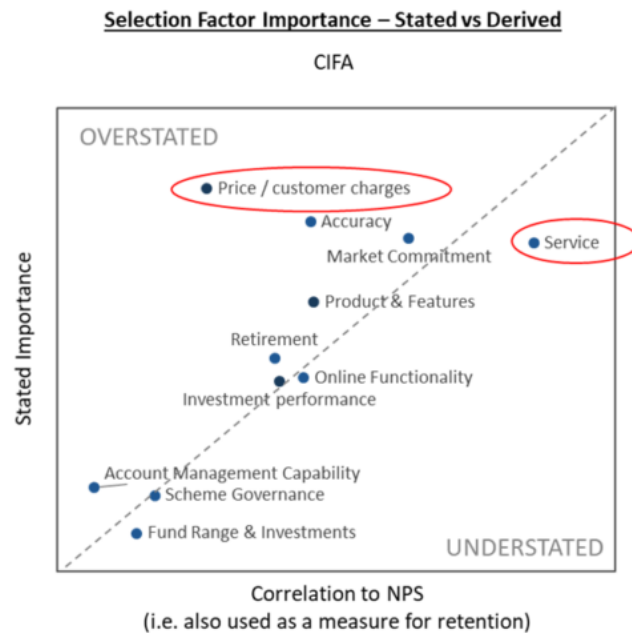 Selection Factor Importance – Stated vs Derived
CIFA
OVERSTATED
Price / customer charges
Accuracy
Service
Market Commitment
Product & Features
Retirement
Online Functionality
Investment performance
Stated Importance
Account Management Capability
Scheme Governance
Fund Range & Investments
UNDERSTATED
Correlation to NPS
(i.e. also used as a measure for retention)